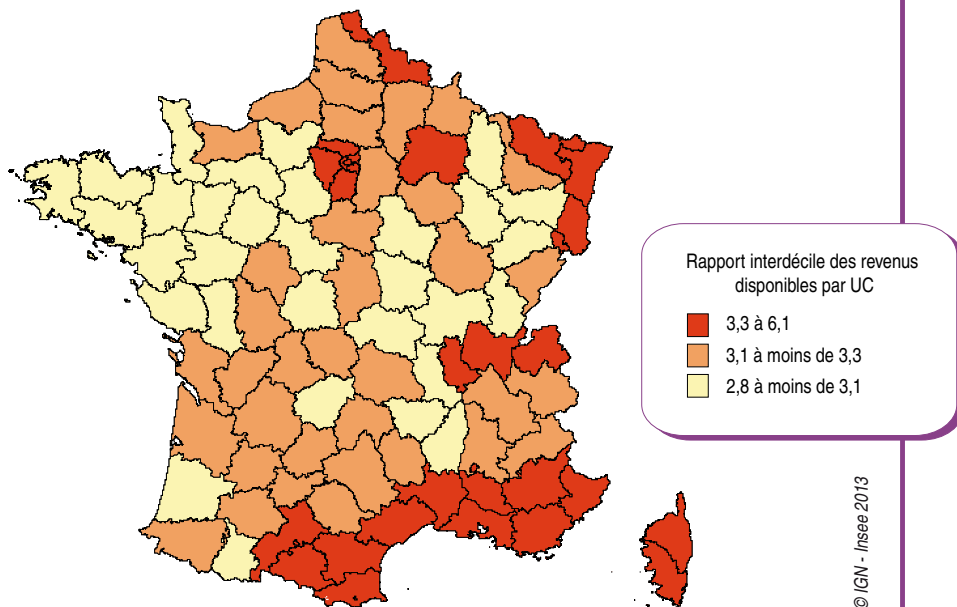 Rapport interdécile des revenus
disponibles par UC
3,3 à 6,1
3,1 à moins de 3,3
2,8 à moins de 3,1
© IGN - Insee 2013